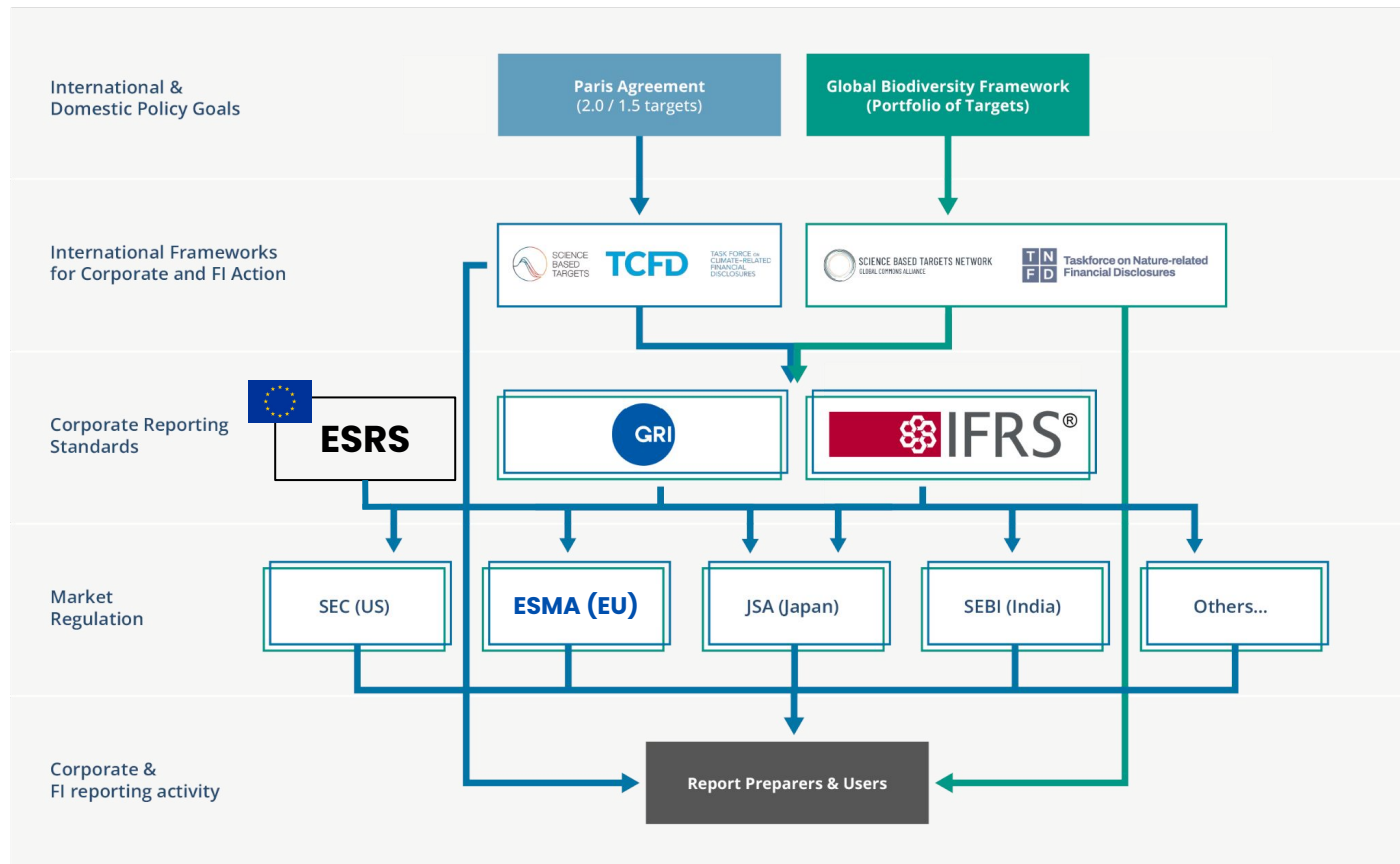 International &
Domestic Policy Goals
Paris Agreement
(2.0 / 1.5 targets)
Global Biodiversity Framework
(Portfolio of Targets)
International Frameworks
for Corporate and FI Action
SCIENCE
BASED
TARGETS
TCFD
TASK FORCE ON
CLIMATE-RELATED
FINANCIAL
DISCLOSURES
SCIENCE BASED TARGETS NETWORK
GLOBAL COMMONS ALLIANCE
TN
FD
Taskforce on Nature-related
Financial Disclosures
Corporate Reporting
Standards
ESRS
GRI
IFRS®
Market
Regulation
SEC (US)
ESMA (EU)
JSA (Japan)
SEBI (India)
Others...
Corporate &
FI reporting activity
Report Preparers & Users